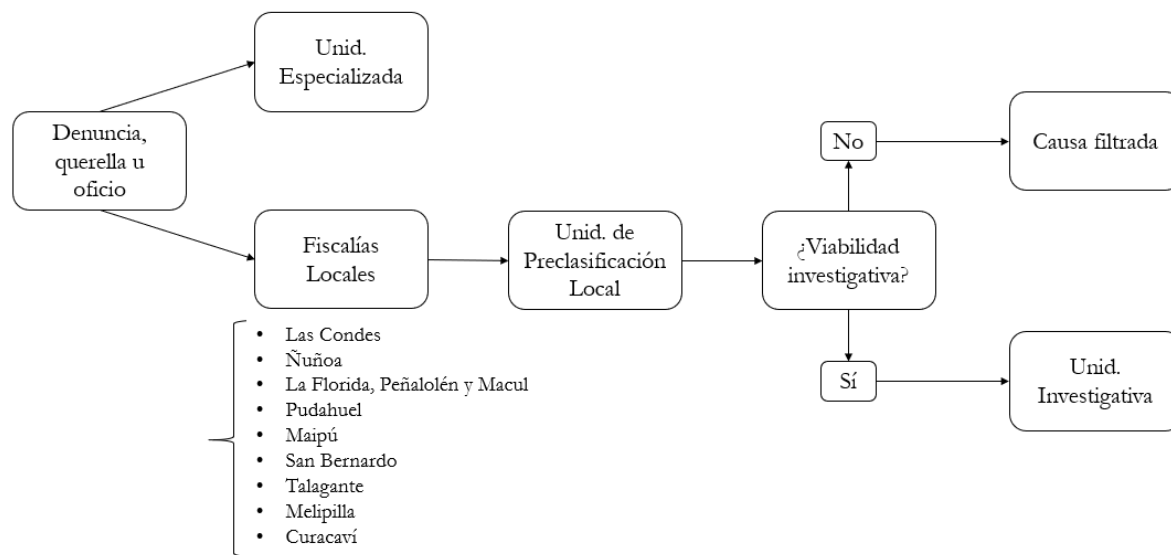 Denuncia,
querella u
oficio
Unid.
Especializada
Fiscalías
Locales
• Las Condes
• Ñuñoa
• La Florida, Peñalolén y Macul
• Pudahuel
• Maipú
• San Bernardo
• Talagante
• Melipilla
• Curacaví
Unid. de
Preclasificación
Local
¿Viabilidad
investigativa?
No
Causa filtrada
Sí
Unid.
Investigativa